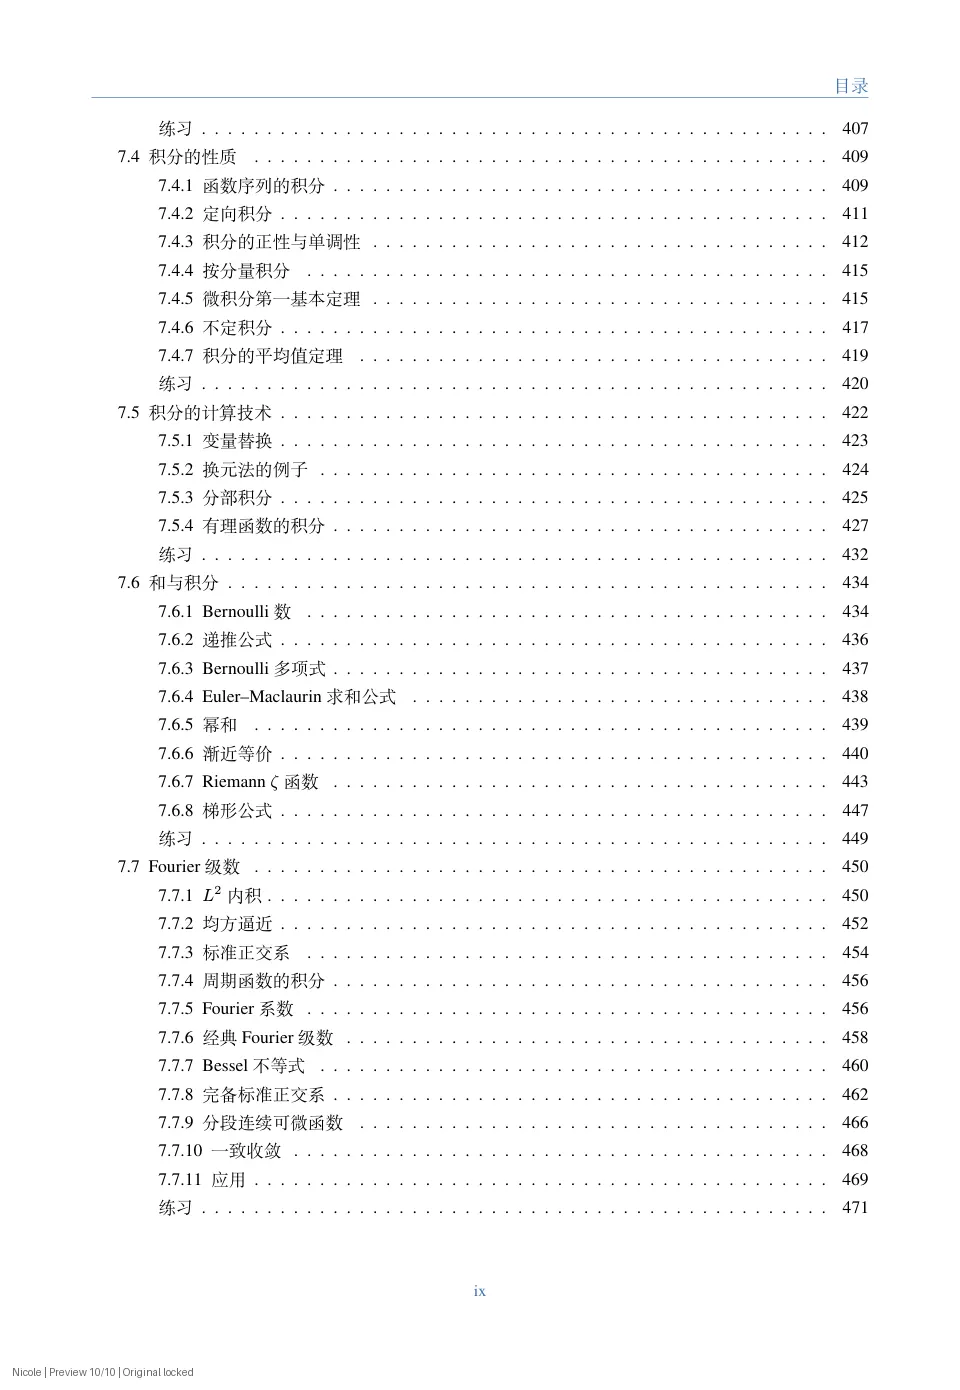 目录
练习 . . . . . . . . . . . . . . . . . . . . . . . . . . . . . . . . . . . . . . . . . . . . . . . . 407
7.4 积分的性质 . . . . . . . . . . . . . . . . . . . . . . . . . . . . . . . . . . . . . . . . . . . . 409
7.4.1 函数序列的积分 . . . . . . . . . . . . . . . . . . . . . . . . . . . . . . . . . . . . . . 409
7.4.2 定向积分 . . . . . . . . . . . . . . . . . . . . . . . . . . . . . . . . . . . . . . . . . . 411
7.4.3 积分的正性与单调性 . . . . . . . . . . . . . . . . . . . . . . . . . . . . . . . . . . . 412
7.4.4 按分量积分 . . . . . . . . . . . . . . . . . . . . . . . . . . . . . . . . . . . . . . . . 415
7.4.5 微积分第一基本定理 . . . . . . . . . . . . . . . . . . . . . . . . . . . . . . . . . . . 415
7.4.6 不定积分 . . . . . . . . . . . . . . . . . . . . . . . . . . . . . . . . . . . . . . . . . . 417
7.4.7 积分的平均值定理 . . . . . . . . . . . . . . . . . . . . . . . . . . . . . . . . . . . . 419
练习 . . . . . . . . . . . . . . . . . . . . . . . . . . . . . . . . . . . . . . . . . . . . . . . . 420
7.5 积分的计算技术 . . . . . . . . . . . . . . . . . . . . . . . . . . . . . . . . . . . . . . . . . . 422
7.5.1 变量替换 . . . . . . . . . . . . . . . . . . . . . . . . . . . . . . . . . . . . . . . . . . 423
7.5.2 换元法的例子 . . . . . . . . . . . . . . . . . . . . . . . . . . . . . . . . . . . . . . . 424
7.5.3 分部积分 . . . . . . . . . . . . . . . . . . . . . . . . . . . . . . . . . . . . . . . . . . 425
7.5.4 有理函数的积分 . . . . . . . . . . . . . . . . . . . . . . . . . . . . . . . . . . . . . . 427
练习 . . . . . . . . . . . . . . . . . . . . . . . . . . . . . . . . . . . . . . . . . . . . . . . . 432
7.6 和与积分 . . . . . . . . . . . . . . . . . . . . . . . . . . . . . . . . . . . . . . . . . . . . . . 434
7.6.1 Bernoulli 数 . . . . . . . . . . . . . . . . . . . . . . . . . . . . . . . . . . . . . . . . 434
7.6.2 递推公式 . . . . . . . . . . . . . . . . . . . . . . . . . . . . . . . . . . . . . . . . . . 436
7.6.3 Bernoulli 多项式 . . . . . . . . . . . . . . . . . . . . . . . . . . . . . . . . . . . . . . 437
7.6.4 Euler–Maclaurin 求和公式 . . . . . . . . . . . . . . . . . . . . . . . . . . . . . . . . 438
7.6.5 幂和 . . . . . . . . . . . . . . . . . . . . . . . . . . . . . . . . . . . . . . . . . . . . 439
7.6.6 渐近等价 . . . . . . . . . . . . . . . . . . . . . . . . . . . . . . . . . . . . . . . . . . 440
7.6.7 Riemann ζ 函数 . . . . . . . . . . . . . . . . . . . . . . . . . . . . . . . . . . . . . . 443
7.6.8 梯形公式 . . . . . . . . . . . . . . . . . . . . . . . . . . . . . . . . . . . . . . . . . . 447
练习 . . . . . . . . . . . . . . . . . . . . . . . . . . . . . . . . . . . . . . . . . . . . . . . . 449
7.7 Fourier 级数 . . . . . . . . . . . . . . . . . . . . . . . . . . . . . . . . . . . . . . . . . . . . 450
7.7.1 L² 内积 . . . . . . . . . . . . . . . . . . . . . . . . . . . . . . . . . . . . . . . . . . . 450
7.7.2 均方逼近 . . . . . . . . . . . . . . . . . . . . . . . . . . . . . . . . . . . . . . . . . . 452
7.7.3 标准正交系 . . . . . . . . . . . . . . . . . . . . . . . . . . . . . . . . . . . . . . . . 454
7.7.4 周期函数的积分 . . . . . . . . . . . . . . . . . . . . . . . . . . . . . . . . . . . . . . 456
7.7.5 Fourier 系数 . . . . . . . . . . . . . . . . . . . . . . . . . . . . . . . . . . . . . . . . 456
7.7.6 经典 Fourier 级数 . . . . . . . . . . . . . . . . . . . . . . . . . . . . . . . . . . . . . 458
7.7.7 Bessel 不等式 . . . . . . . . . . . . . . . . . . . . . . . . . . . . . . . . . . . . . . . 460
7.7.8 完备标准正交系 . . . . . . . . . . . . . . . . . . . . . . . . . . . . . . . . . . . . . . 462
7.7.9 分段连续可微函数 . . . . . . . . . . . . . . . . . . . . . . . . . . . . . . . . . . . . 466
7.7.10 一致收敛 . . . . . . . . . . . . . . . . . . . . . . . . . . . . . . . . . . . . . . . . . 468
7.7.11 应用 . . . . . . . . . . . . . . . . . . . . . . . . . . . . . . . . . . . . . . . . . . . . 469
练习 . . . . . . . . . . . . . . . . . . . . . . . . . . . . . . . . . . . . . . . . . . . . . . . . 471
ix
Nicole | Preview 10/10 | Original locked